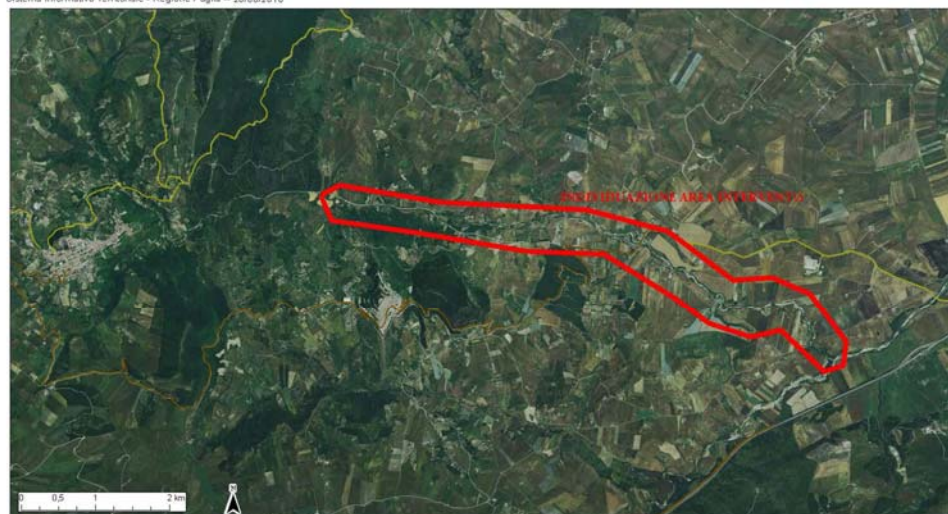 Sistema Informativo Territoriale - Regione Puglia -
INDIVIDUAZIONE AREA INTERVENTO
0 0,5 1 2 km
N